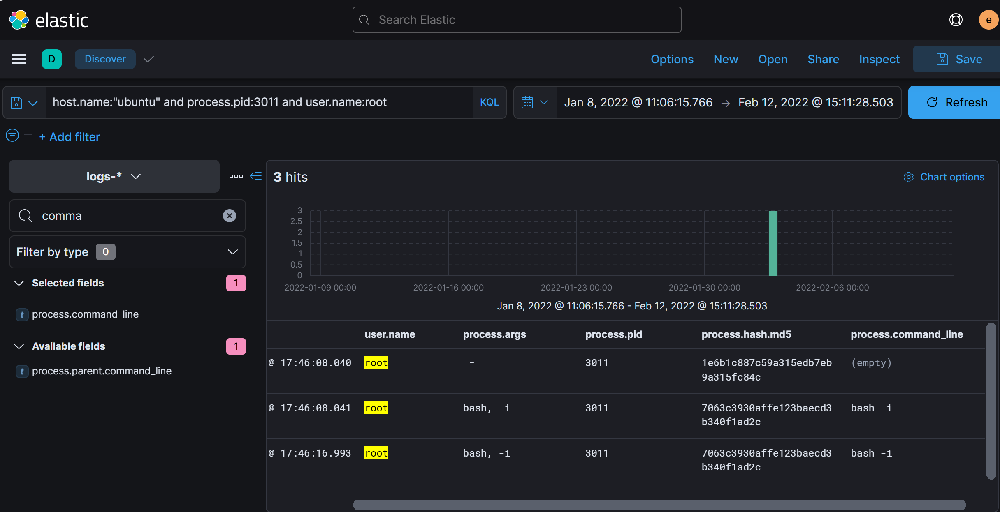 elastic
Search Elastic
e
D
Discover
Options
New
Open
Share
Inspect
Save
host.name:"ubuntu" and process.pid:3011 and user.name:root
KQL
Jan 8, 2022 @ 11:06:15.766 → Feb 12, 2022 @ 15:11:28.503
Refresh
+ Add filter
logs-*
comma
Filter by type 0
Selected fields 1
t process.command_line
Available fields 1
t process.parent.command_line
3 hits
Chart options
3
2.5
2
1.5
1
0.5
0
2022-01-09 00:00
2022-01-16 00:00
2022-01-23 00:00
2022-01-30 00:00
2022-02-06 00:00
Jan 8, 2022 @ 11:06:15.766 - Feb 12, 2022 @ 15:11:28.503
user.name process.args process.pid process.hash.md5 process.command_line
@ 17:46:08.040 root - 3011 1e6b1c887c59a315edb7eb (empty)
9a315fc84c
@ 17:46:08.041 root bash, -i 3011 7063c3930affe123baecd3 bash -i
b340f1ad2c
@ 17:46:16.993 root bash, -i 3011 7063c3930affe123baecd3 bash -i
b340f1ad2c